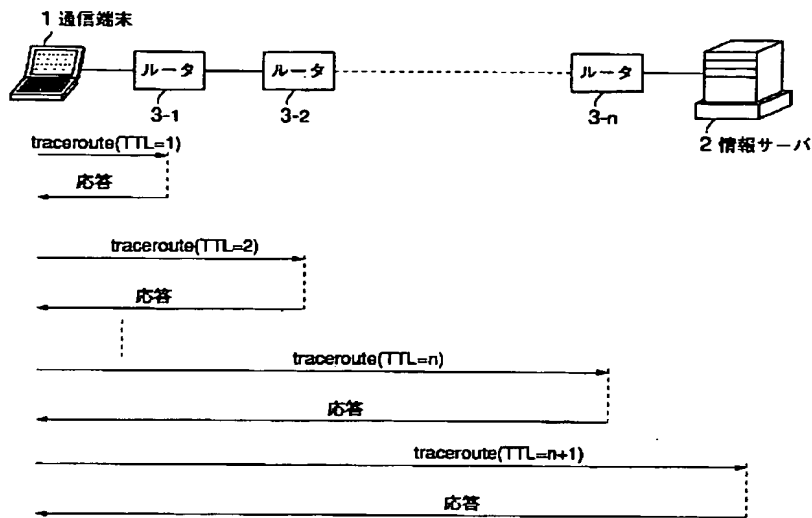 1 通信端末
ルータ
ルータ
ルータ
3-1
3-2
3-n
2 情報サーバ
traceroute(TTL=1)
応答
traceroute(TTL=2)
応答
traceroute(TTL=n)
応答
traceroute(TTL=n+1)
応答